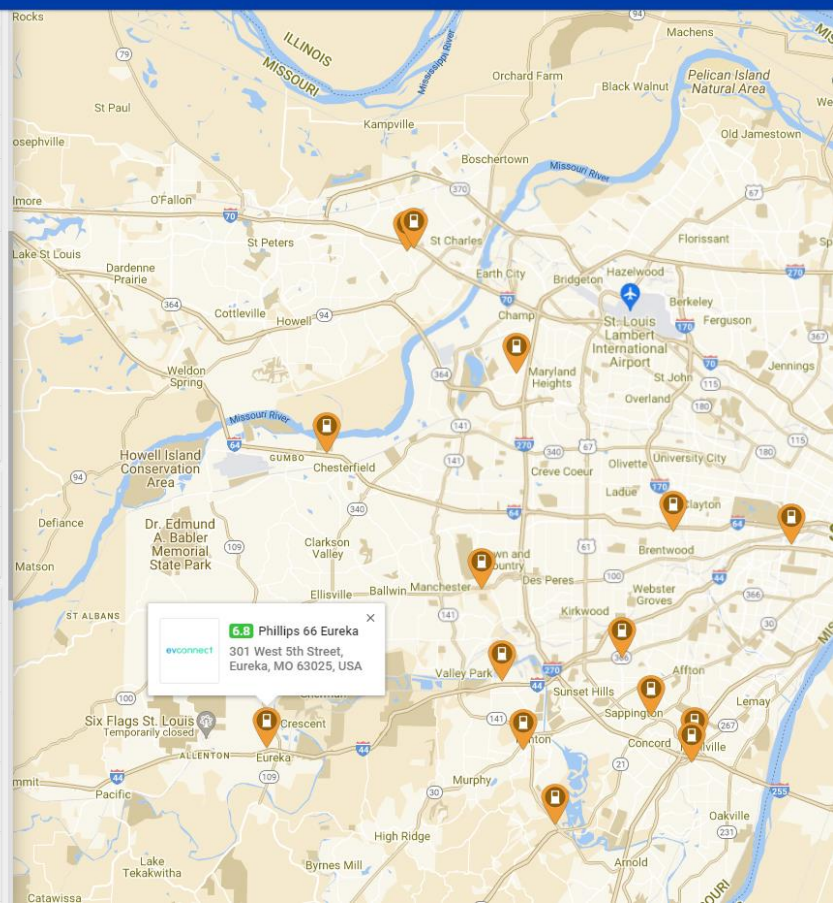 Rocks
94
Machens
ILLINOIS
MISSOURI
Mississippi River
79
Orchard Farm
Black Walnut
Pelican Island
Natural Area
St Paul
Kampville
Old Jamestown
osephville
Boschertown
Missouri River
370
67
lmore
O'Fallon
70
St Peters
St Charles
Florissant
Lake St Louis
Dardenne
Prairie
Earth City
Bridgeton
Hazelwood
270
70
Berkeley
364
Cottleville
Howell
94
Champ
St. Louis
Lambert
International
Airport
170
Ferguson
367
Weldon
Spring
364
Maryland
Heights
70
Jennings
St John
115
Overland
180
Missouri River
141
64
GUMBO
Chesterfield
270
67
115
Howell Island
Conservation
Area
141
340
Olivette
University City
180
94
Creve Coeur
Ladue
170
340
64
Clayton
64
Defiance
Dr. Edmund
A. Babler
Memorial
State Park
109
Clarkson
Valley
61
Brentwood
Matson
Town and
Country
44
Ellisville
Ballwin
Manchester
Des Peres
100
Webster
Groves
366
ST ALBANS
141
Kirkwood
30
evconnect
6.8 Phillips 66 Eureka
301 West 5th Street,
Eureka, MO 63025, USA
366
Valley Park
270
44
Affton
100
Sunset Hills
Lemay
Six Flags St. Louis
Temporarily closed
Crescent
141
Sappington
267
ALLENTON
Eureka
44
Concord
44
109
21
Pacific
Murphy
255
30
Oakville
High Ridge
231
Lake
Tekakwitha
Byrnes Mill
Arnold
Catawissa